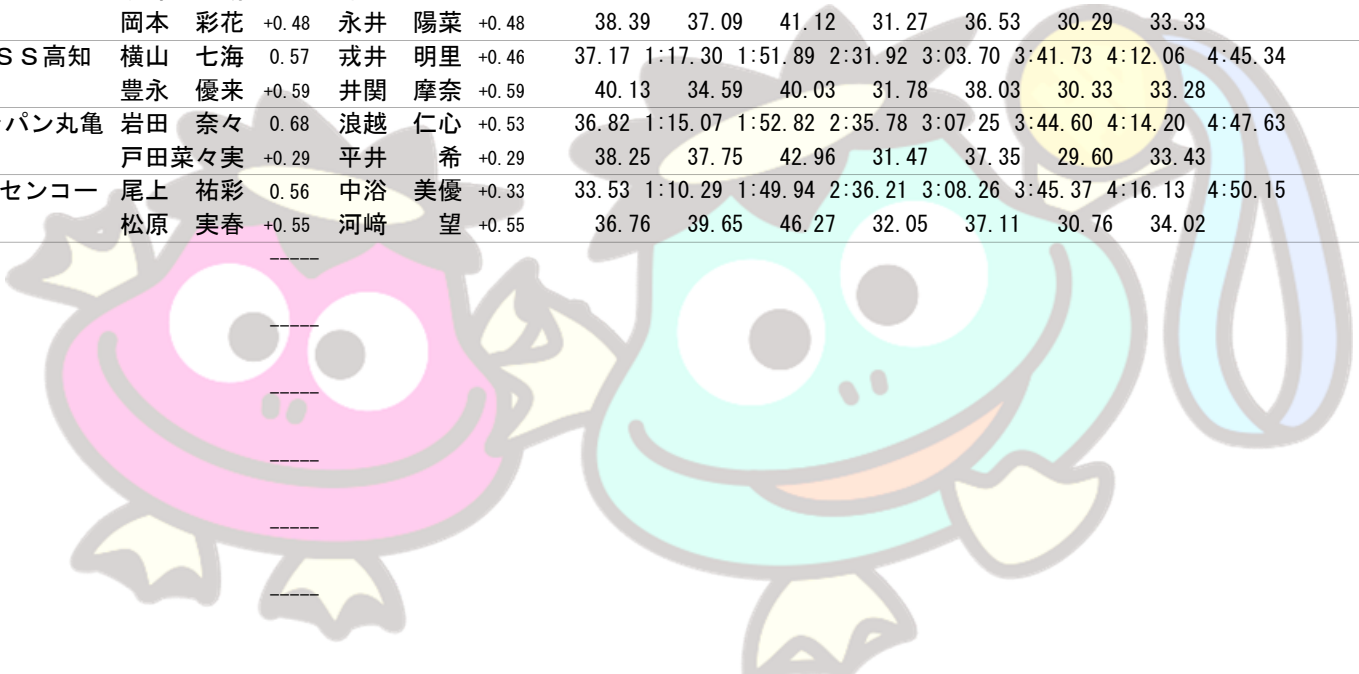 岡本 彩花 +0.48 永井 陽菜 +0.48 38.39 37.09 41.12 31.27 36.53 30.29 33.33
ＳＳ高知 横山 七海 0.57 戎井 明里 +0.46 37.17 1:17.30 1:51.89 2:31.92 3:03.70 3:41.73 4:12.06 4:45.34
豊永 優来 +0.59 井関 摩奈 +0.59 40.13 34.59 40.03 31.78 38.03 30.33 33.28
パン丸亀 岩田 奈々 0.68 浪越 仁心 +0.53 36.82 1:15.07 1:52.82 2:35.78 3:07.25 3:44.60 4:14.20 4:47.63
戸田菜々実 +0.29 平井 希 +0.29 38.25 37.75 42.96 31.47 37.35 29.60 33.43
センコー 尾上 祐彩 0.56 中浴 美優 +0.33 33.53 1:10.29 1:49.94 2:36.21 3:08.26 3:45.37 4:16.13 4:50.15
松原 実春 +0.55 河﨑 望 +0.55 36.76 39.65 46.27 32.05 37.11 30.76 34.02
-----
-----
-----
-----
-----
-----